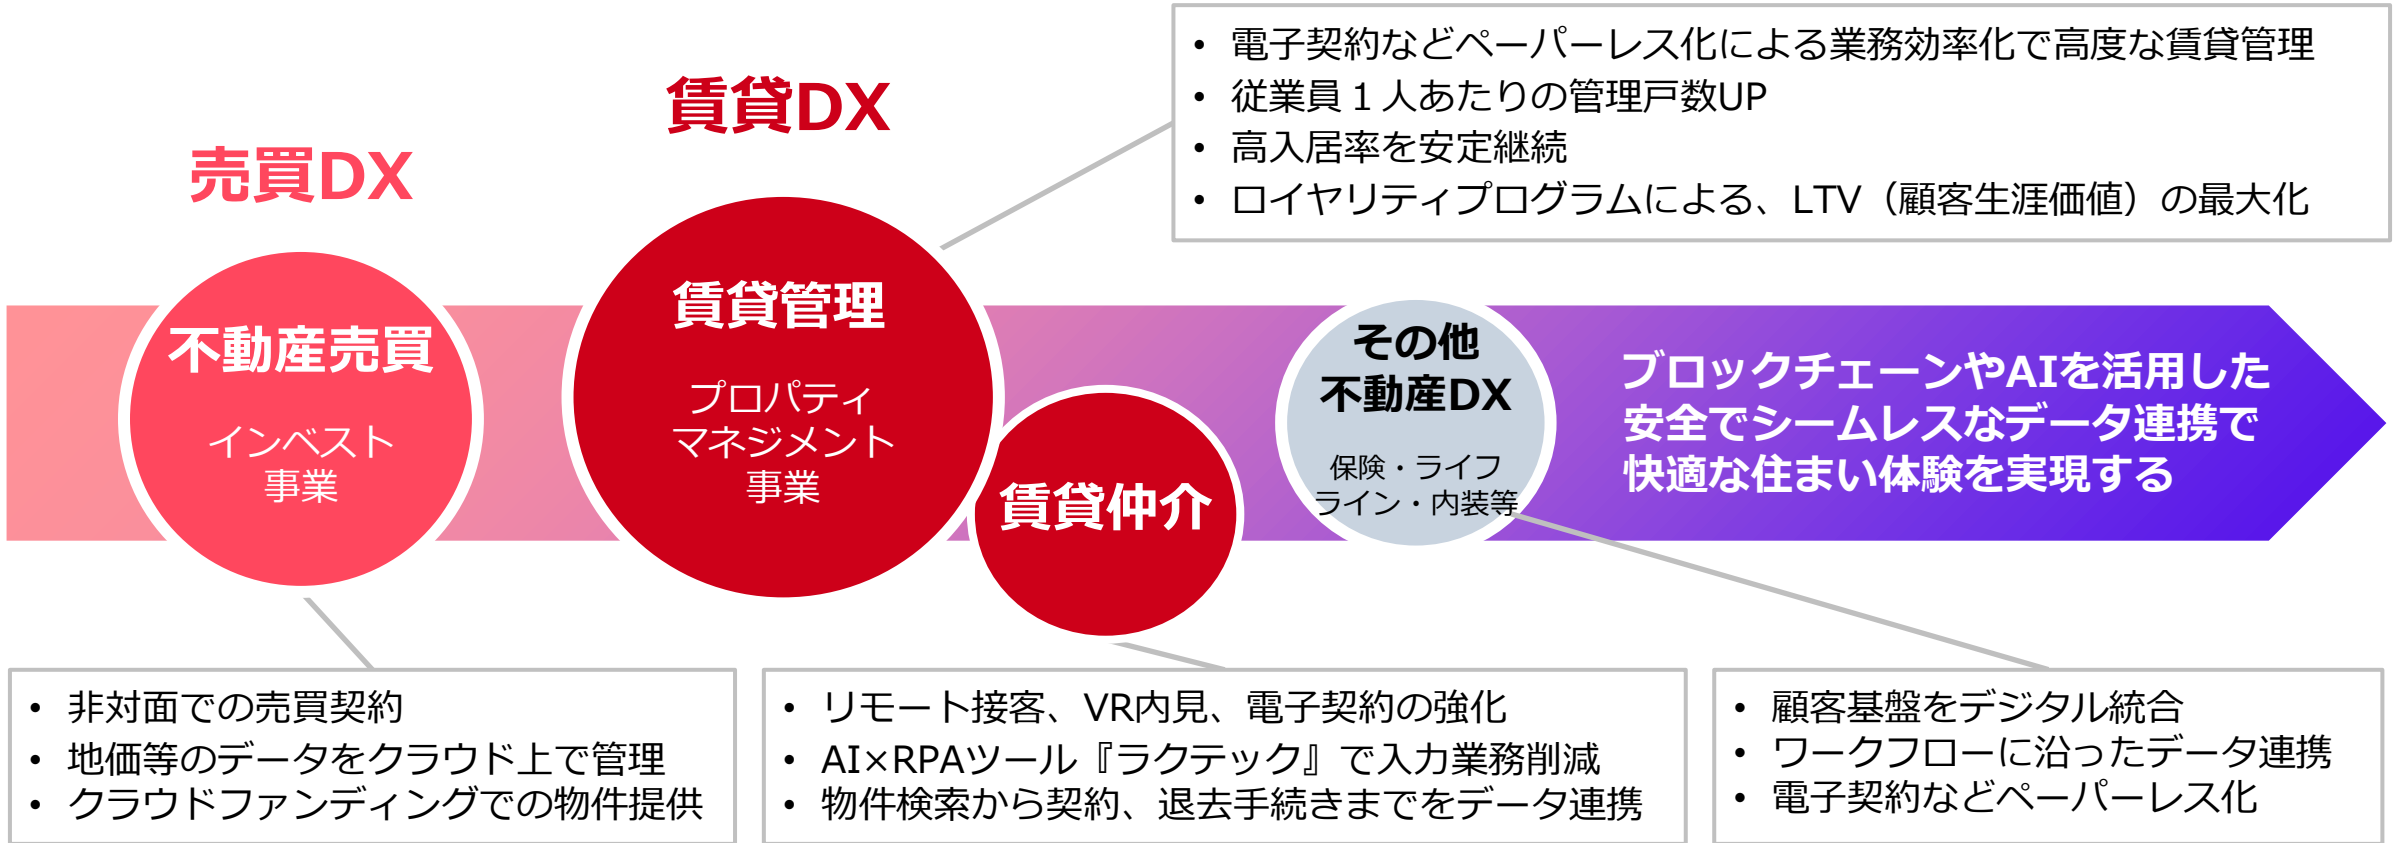 売買DX
賃貸DX
• 電子契約などペーパーレス化による業務効率化で高度な賃貸管理
• 従業員１人あたりの管理戸数UP
• 高入居率を安定継続
• ロイヤリティプログラムによる、LTV（顧客生涯価値）の最大化
不動産売買
インベスト
事業
賃貸管理
プロパティ
マネジメント
事業
賃貸仲介
その他
不動産DX
保険・ライフ
ライン・内装等
ブロックチェーンやAIを活用した
安全でシームレスなデータ連携で
快適な住まい体験を実現する
• 非対面での売買契約
• 地価等のデータをクラウド上で管理
• クラウドファンディングでの物件提供
• リモート接客、VR内見、電子契約の強化
• AI×RPAツール『ラクテック』で入力業務削減
• 物件検索から契約、退去手続きまでをデータ連携
• 顧客基盤をデジタル統合
• ワークフローに沿ったデータ連携
• 電子契約などペーパーレス化